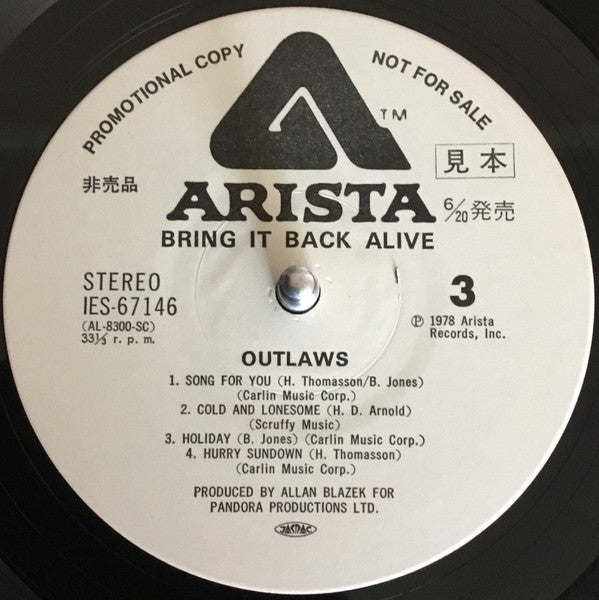 PROMOTIONAL COPY
NOT FOR SALE
TM
非売品
見本
ARISTA
6/20発売
BRING IT BACK ALIVE
STEREO
IES-67146
(AL-8300-SC)
33⅓ r. p. m.
3
Ⓟ 1978 Arista
Records, Inc.
OUTLAWS
1. SONG FOR YOU (H. Thomasson/B. Jones)
(Carlin Music Corp.)
2. COLD AND LONESOME (H. D. Arnold)
(Scruffy Music)
3. HOLIDAY (B. Jones) (Carlin Music Corp.)
4. HURRY SUNDOWN (H. Thomasson)
(Carlin Music Corp.)
PRODUCED BY ALLAN BLAZEK FOR
PANDORA PRODUCTIONS LTD.
JASRAC